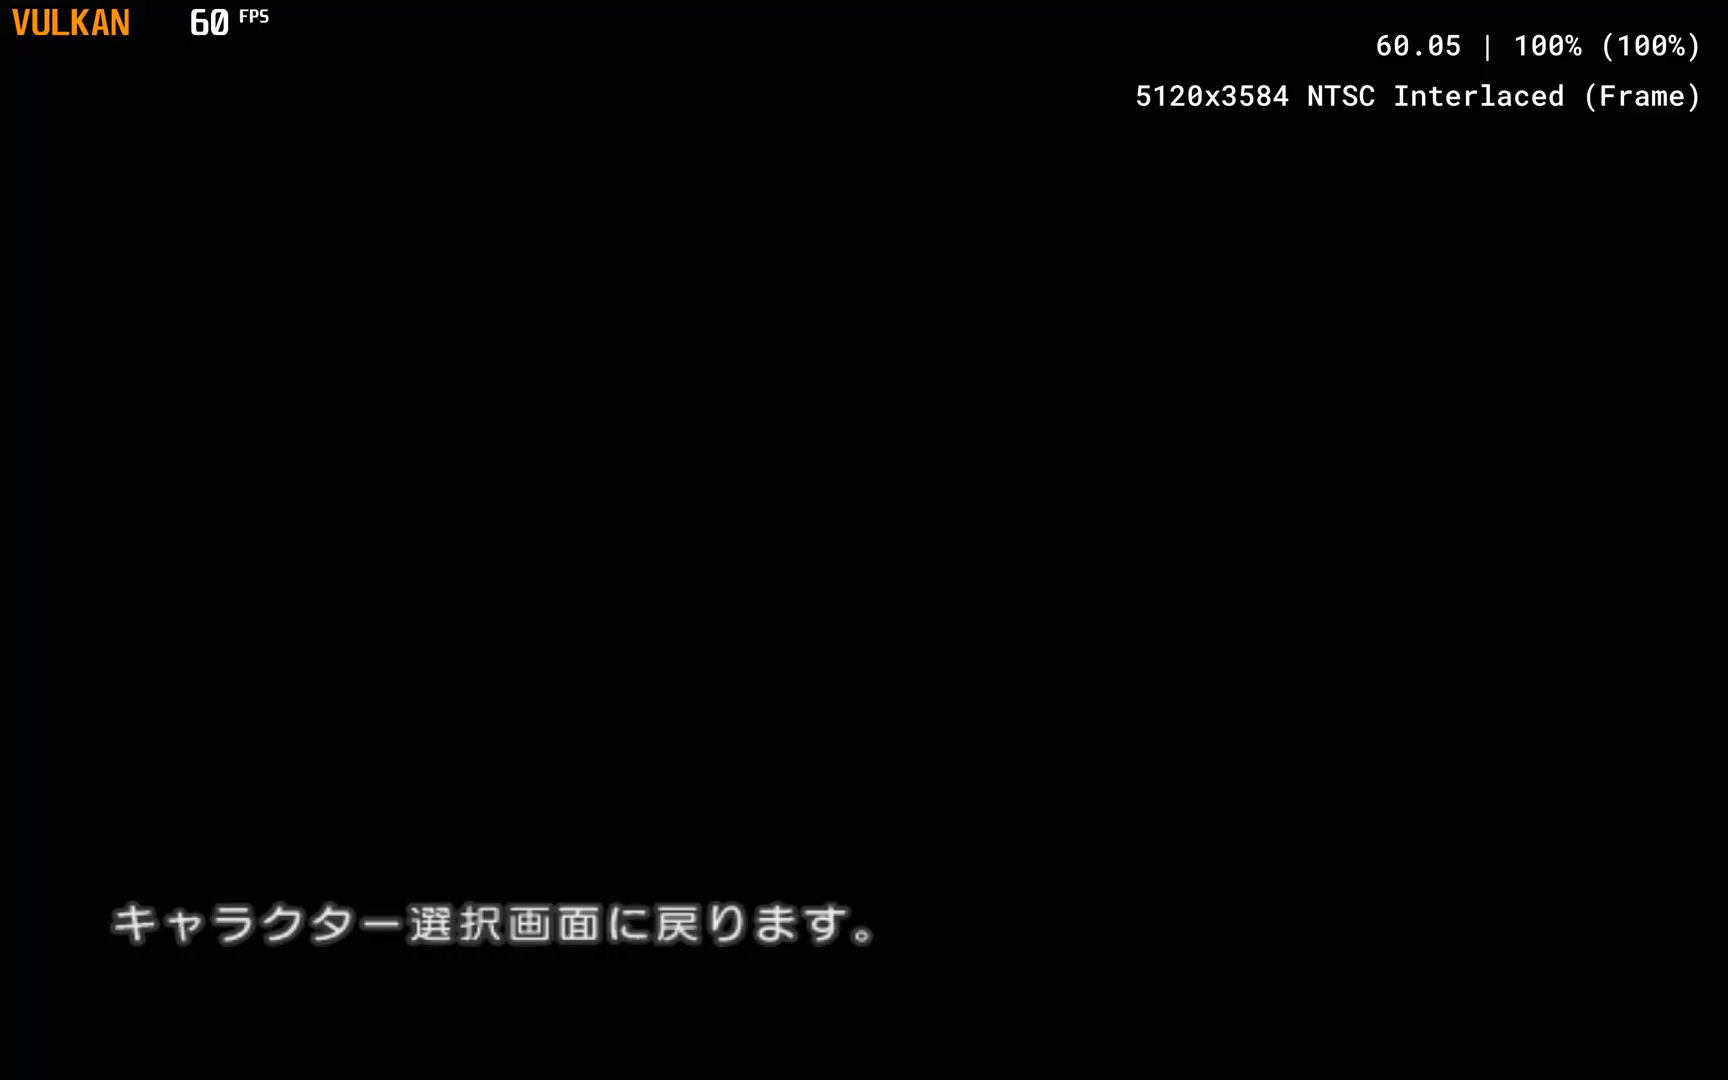 VULKAN 60 FPS
60.05 | 100% (100%)
5120x3584 NTSC Interlaced (Frame)
キャラクター選択画面に戻ります。